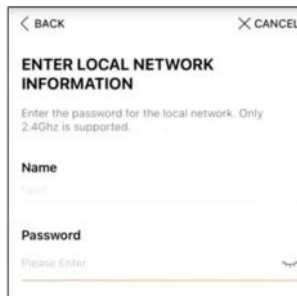 BACK
CANCEL
ENTER LOCAL NETWORK
INFORMATION
Enter the password for the local network. Only
2.4Ghz is supported.
Name
Password
Please Enter